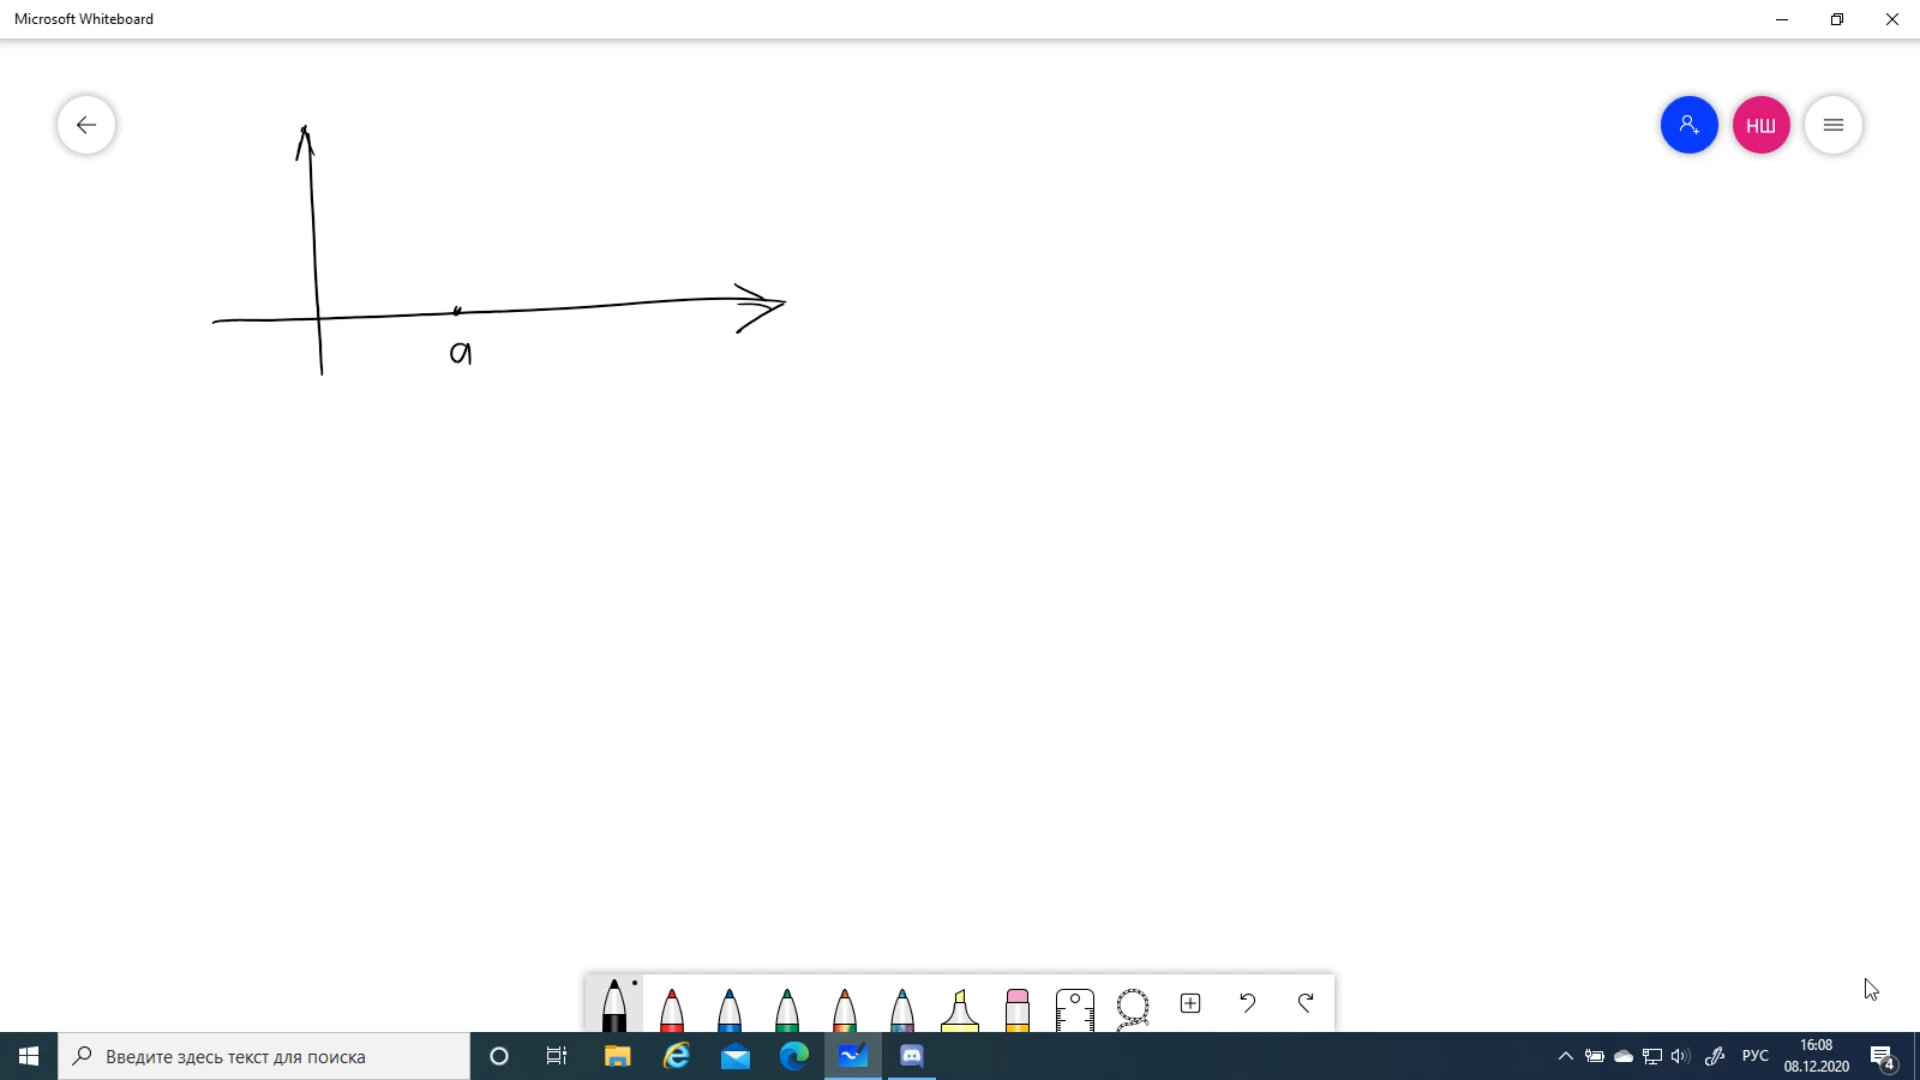 Microsoft Whiteboard
НШ
a
Введите здесь текст для поиска
РУС
16:08
08.12.2020
4